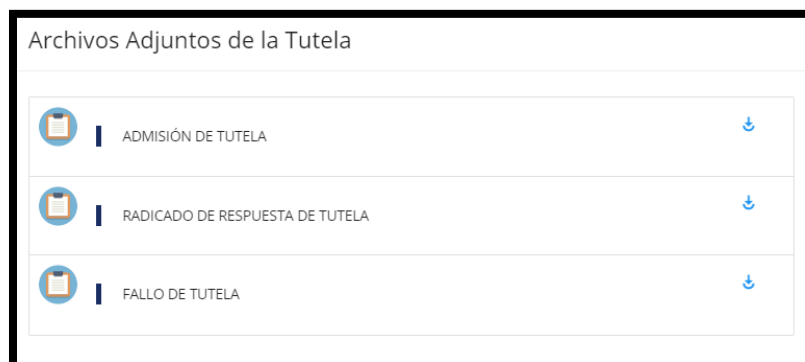 Archivos Adjuntos de la Tutela
ADMISIÓN DE TUTELA
RADICADO DE RESPUESTA DE TUTELA
FALLO DE TUTELA